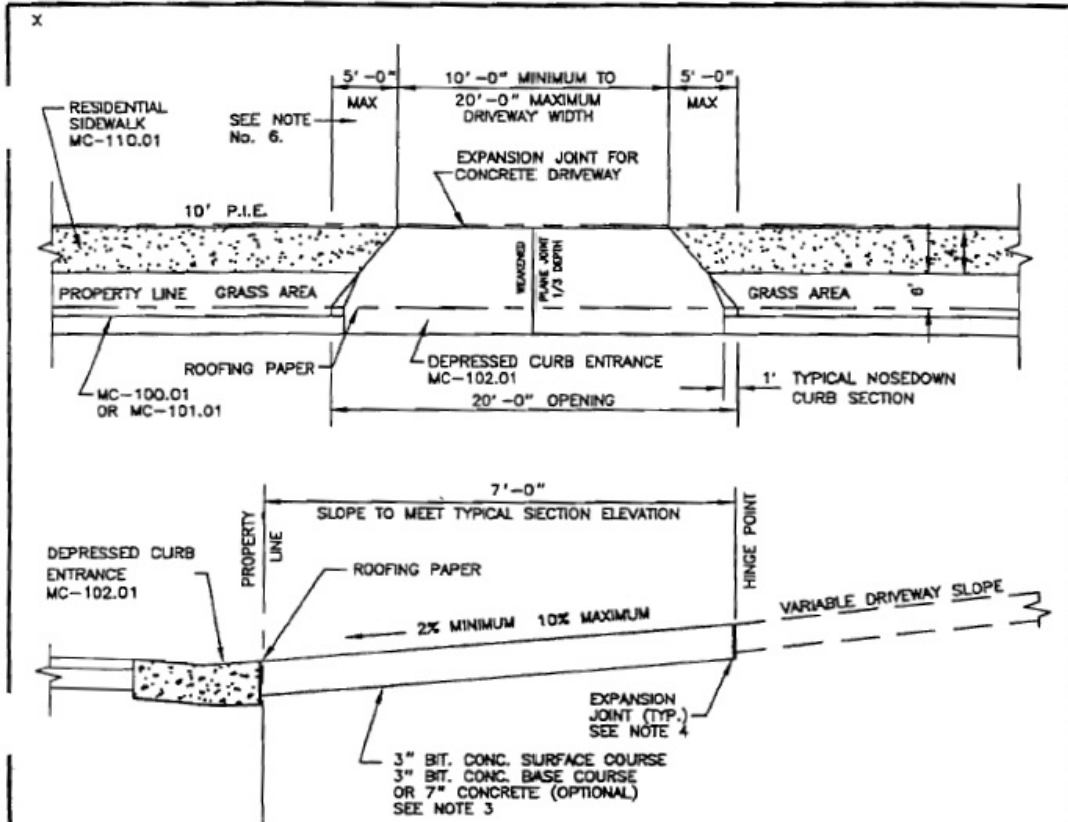 x
5'-0"
MAX
10'-0" MINIMUM TO
20'-0" MAXIMUM
DRIVEWAY WIDTH
5'-0"
MAX
RESIDENTIAL
SIDEWALK
MC-110.01
SEE NOTE
No. 6.
EXPANSION JOINT FOR
CONCRETE DRIVEWAY
10' P.I.E.
WEAKENED
PLANE JOINT
1/3 DEPTH
4'
6'
PROPERTY LINE
GRASS AREA
GRASS AREA
ROOFING PAPER
DEPRESSED CURB ENTRANCE
MC-102.01
MC-100.01
OR MC-101.01
20'-0" OPENING
1' TYPICAL NOSEDOWN
CURB SECTION
7'-0"
SLOPE TO MEET TYPICAL SECTION ELEVATION
PROPERTY
LINE
HINGE POINT
DEPRESSED CURB
ENTRANCE
MC-102.01
ROOFING PAPER
2% MINIMUM 10% MAXIMUM
VARIABLE DRIVEWAY SLOPE
EXPANSION
JOINT (TYP.)
SEE NOTE 4
3" BIT. CONC. SURFACE COURSE
3" BIT. CONC. BASE COURSE
OR 7" CONCRETE (OPTIONAL)
SEE NOTE 3